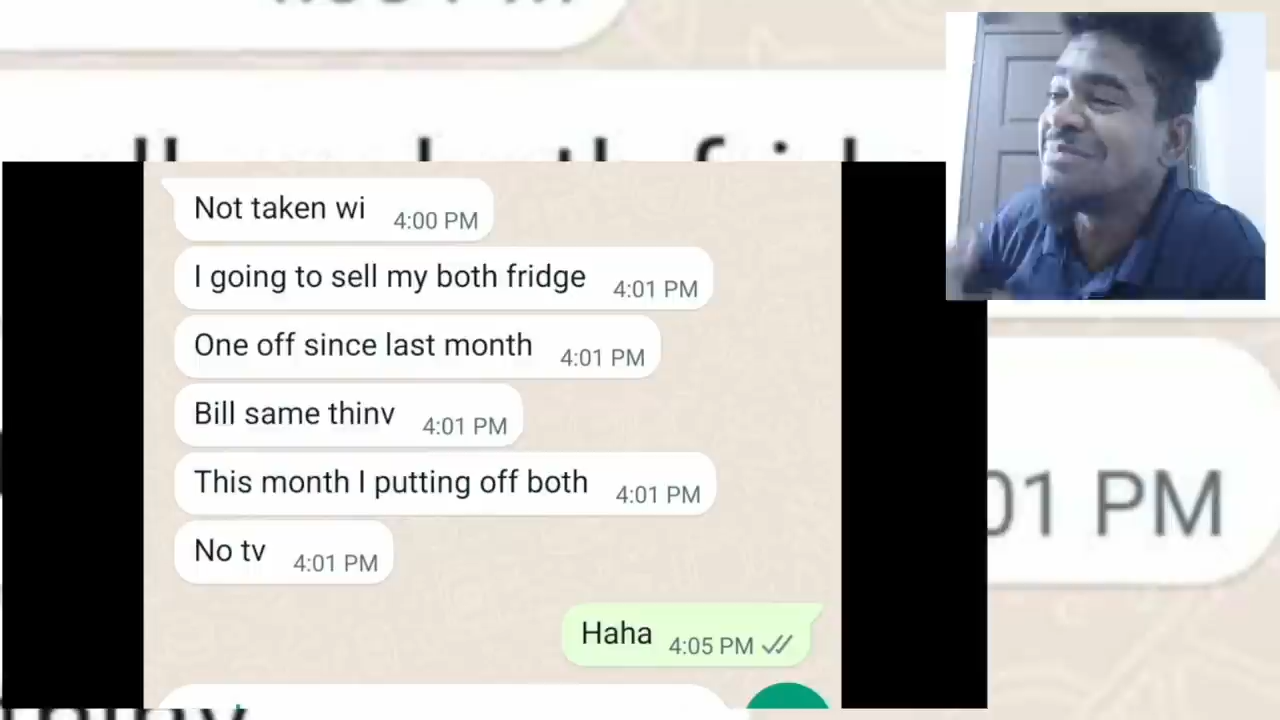 Not taken wi 4:00 PM
I going to sell my both fridge 4:01 PM
One off since last month 4:01 PM
Bill same thinv 4:01 PM
This month I putting off both 4:01 PM
No tv 4:01 PM
Haha 4:05 PM
01 PM